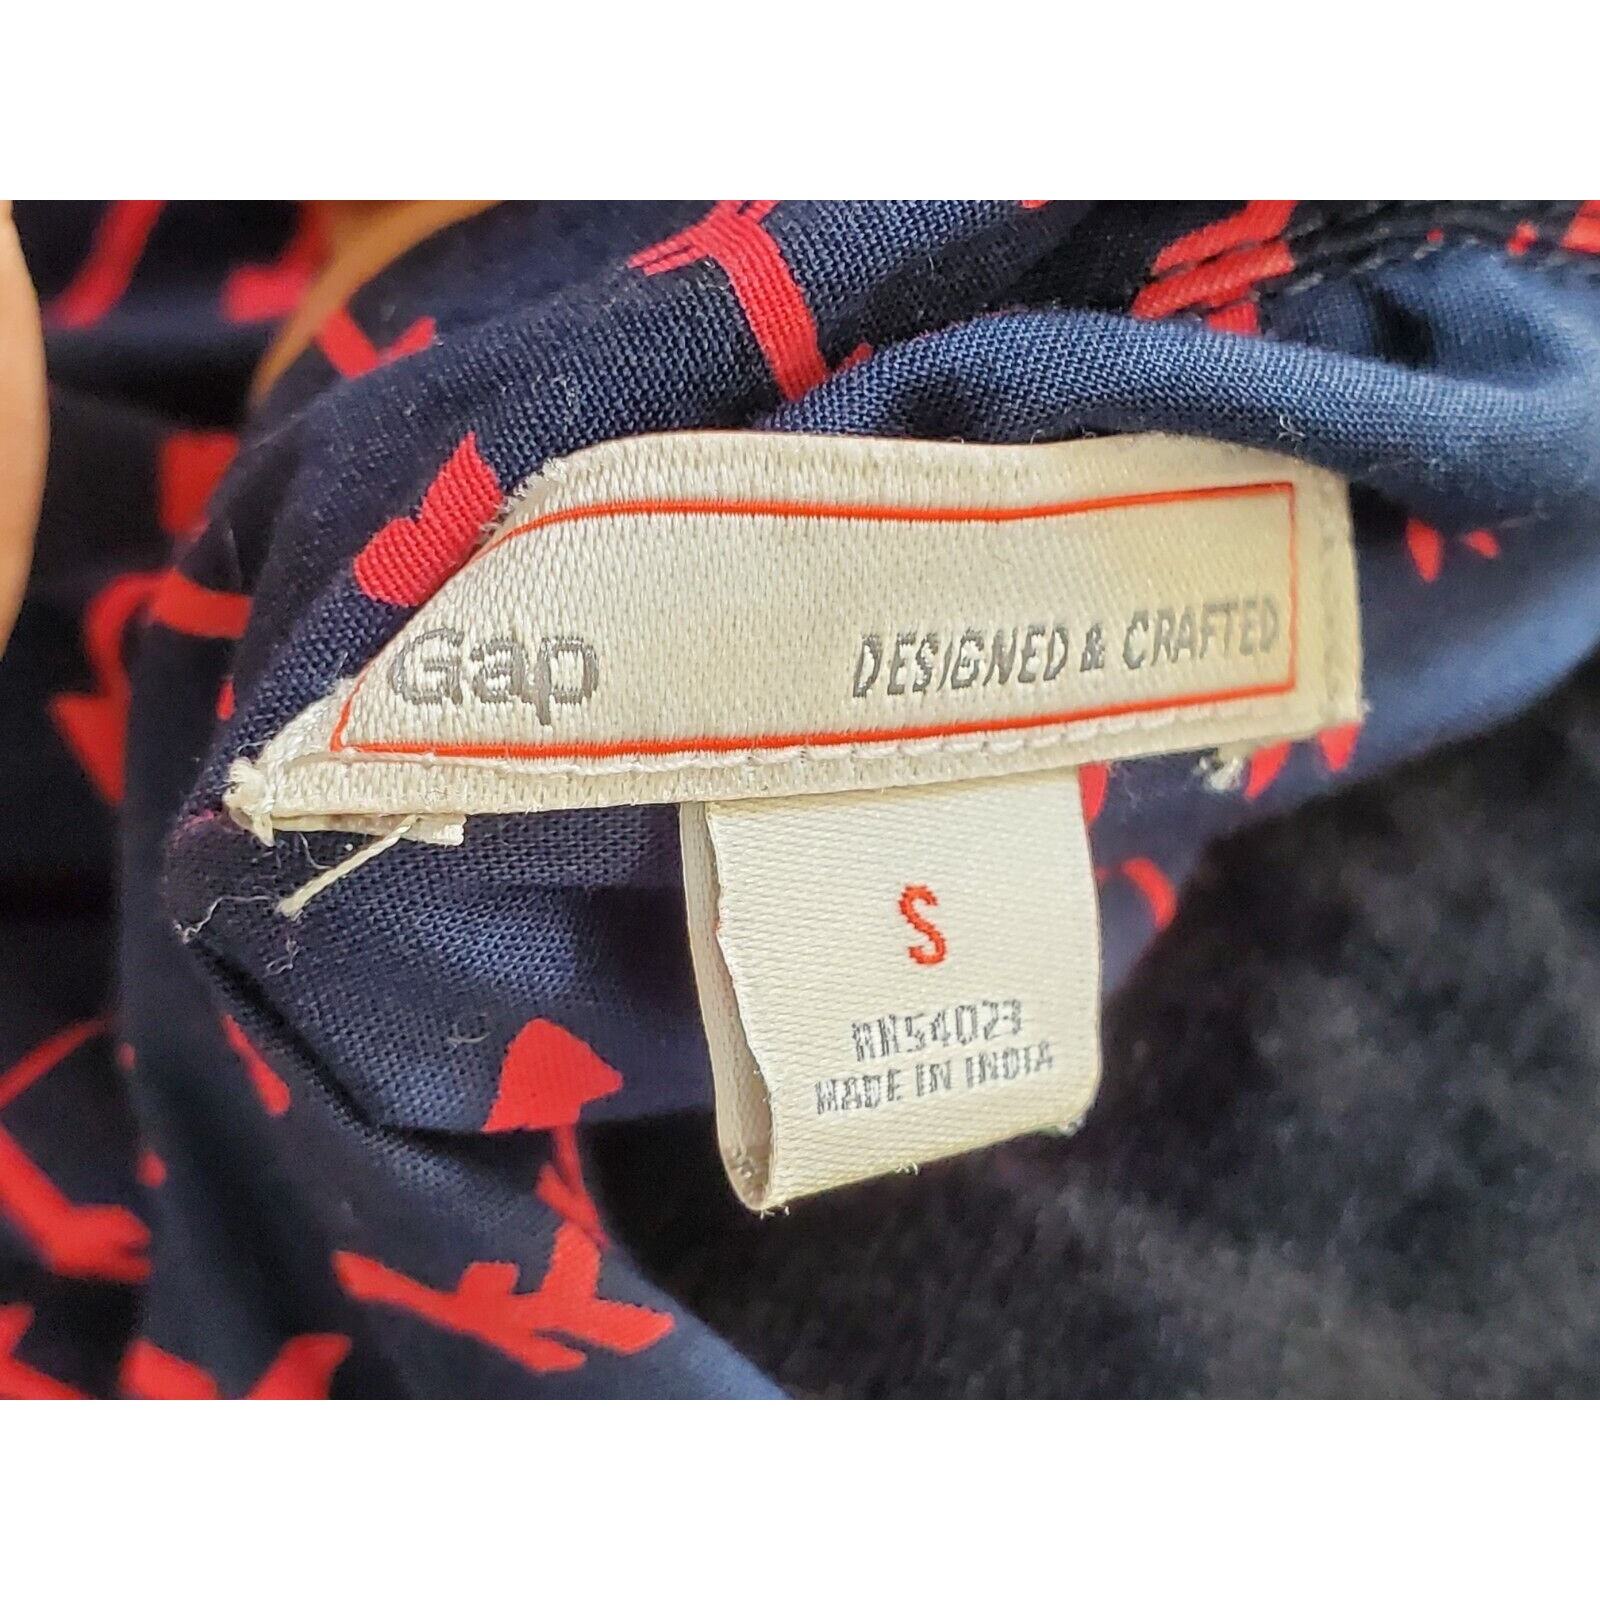 Gap
DESIGNED & CRAFTED
S
RN54023
MADE IN INDIA